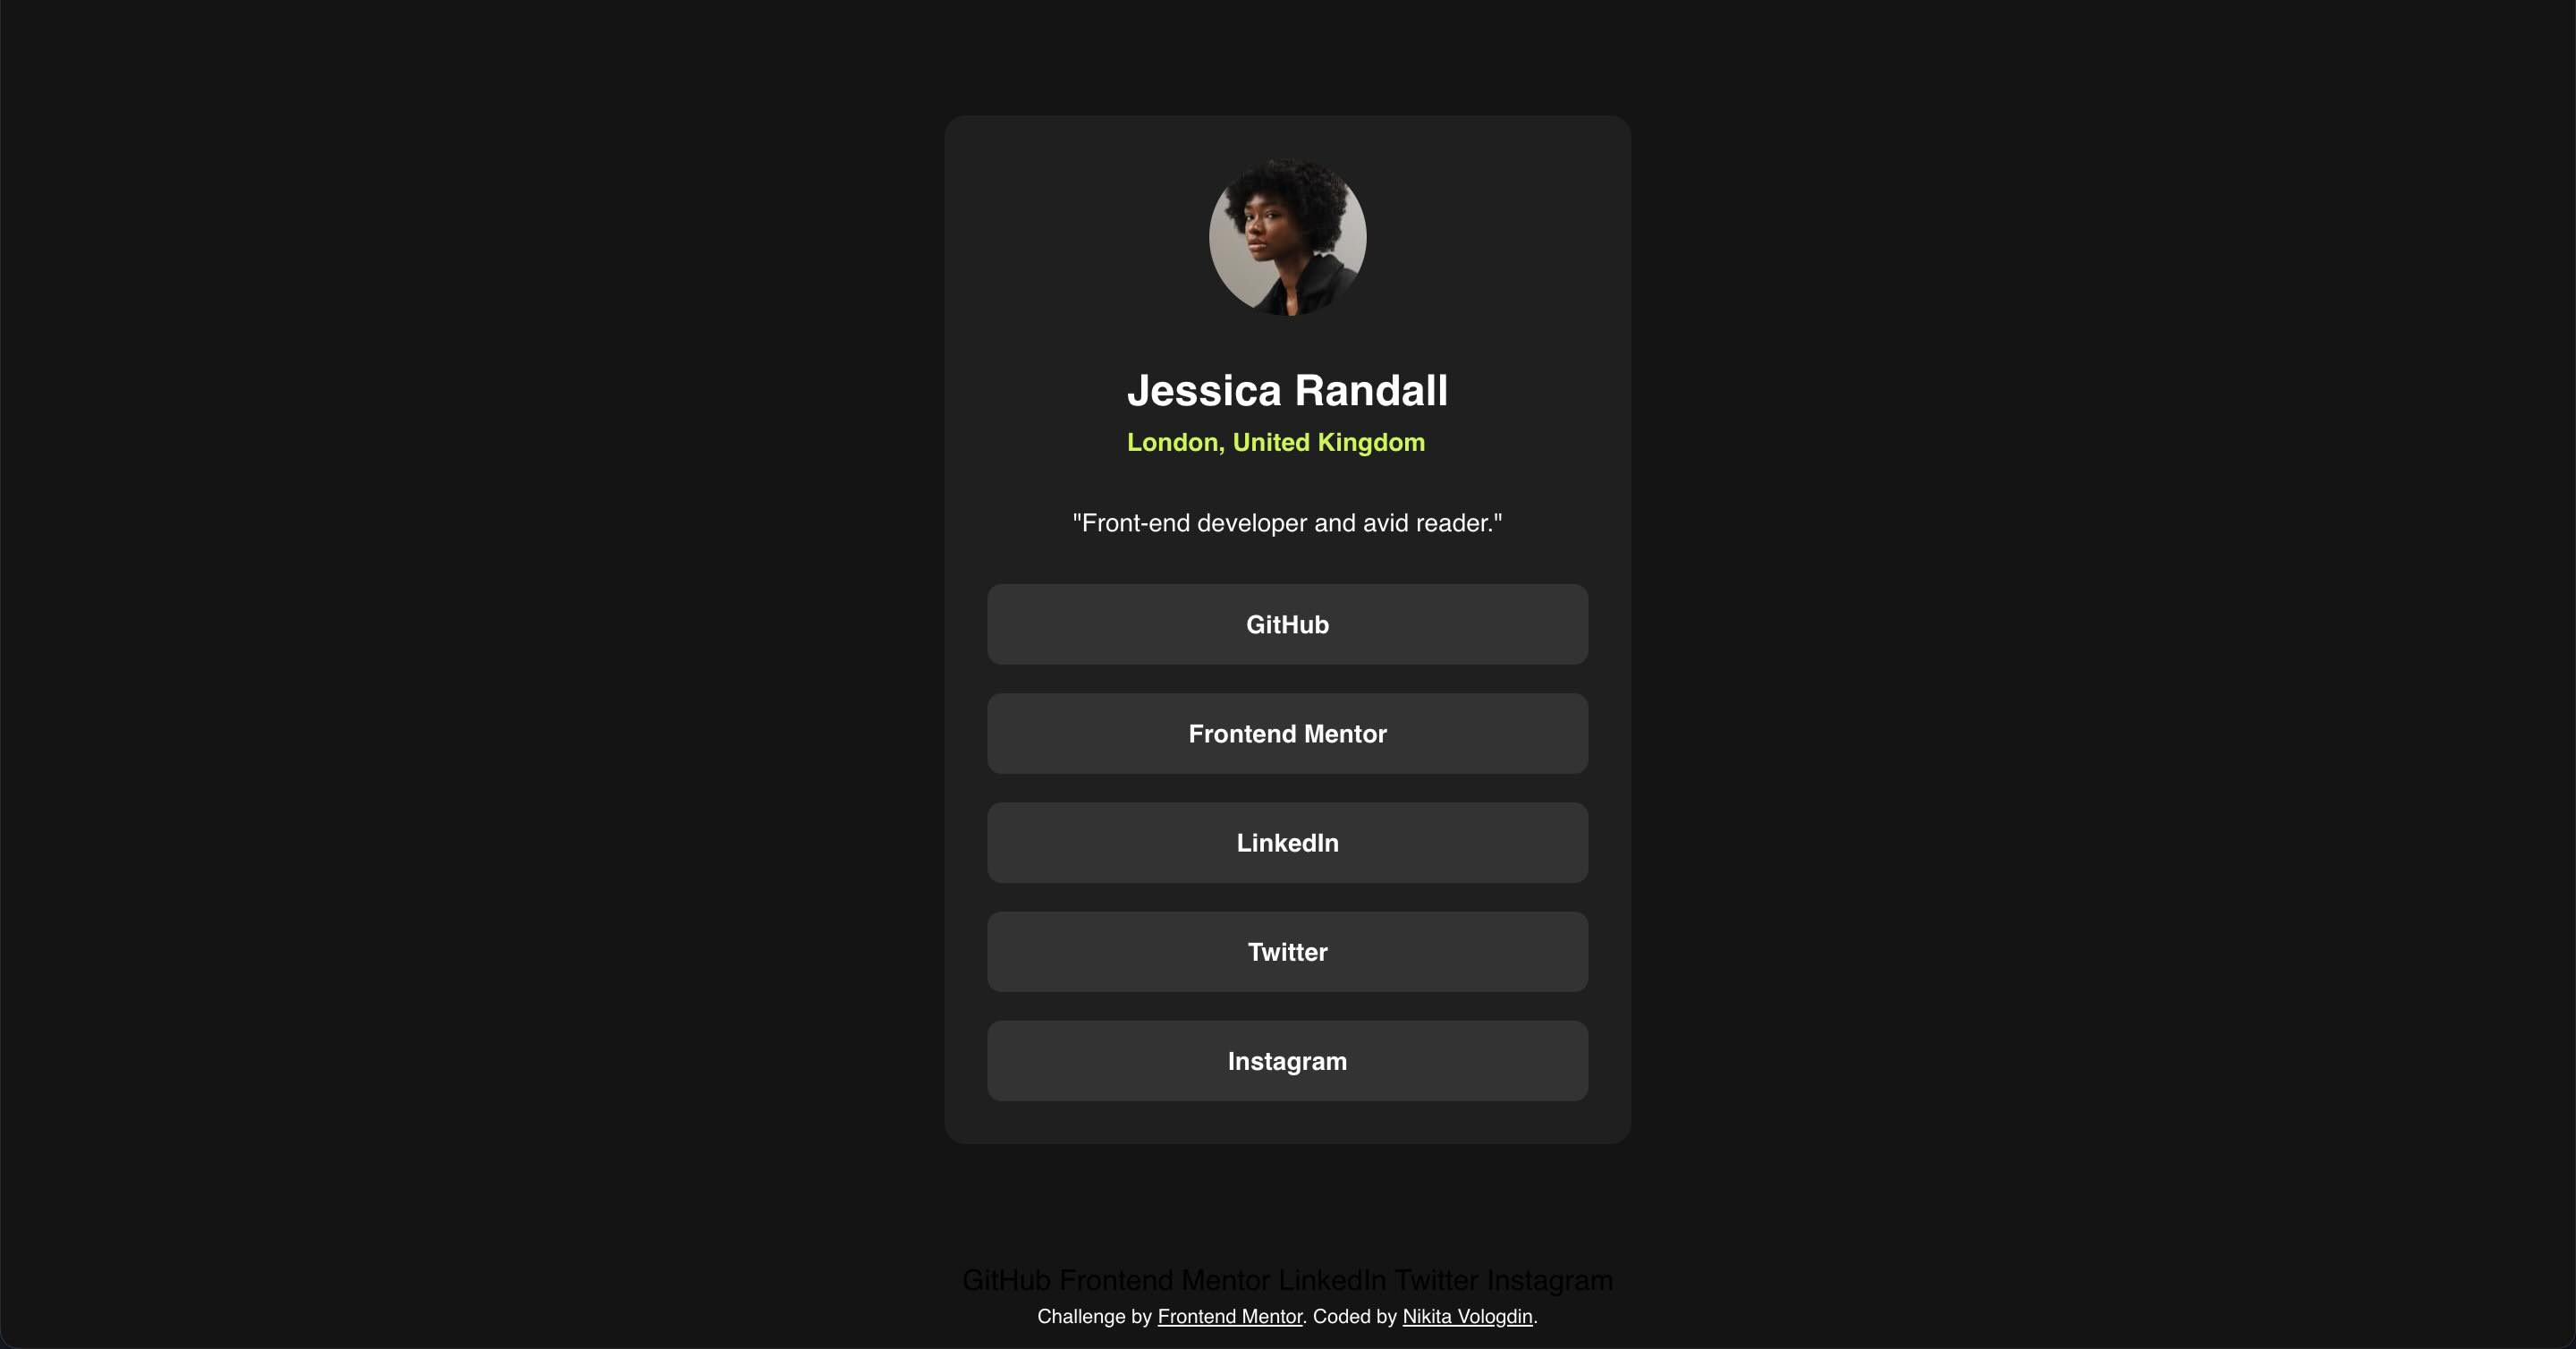 Jessica Randall
London, United Kingdom
"Front-end developer and avid reader."
GitHub
Frontend Mentor
LinkedIn
Twitter
Instagram
GitHub Frontend Mentor LinkedIn Twitter Instagram
Challenge by Frontend Mentor. Coded by Nikita Vologdin.